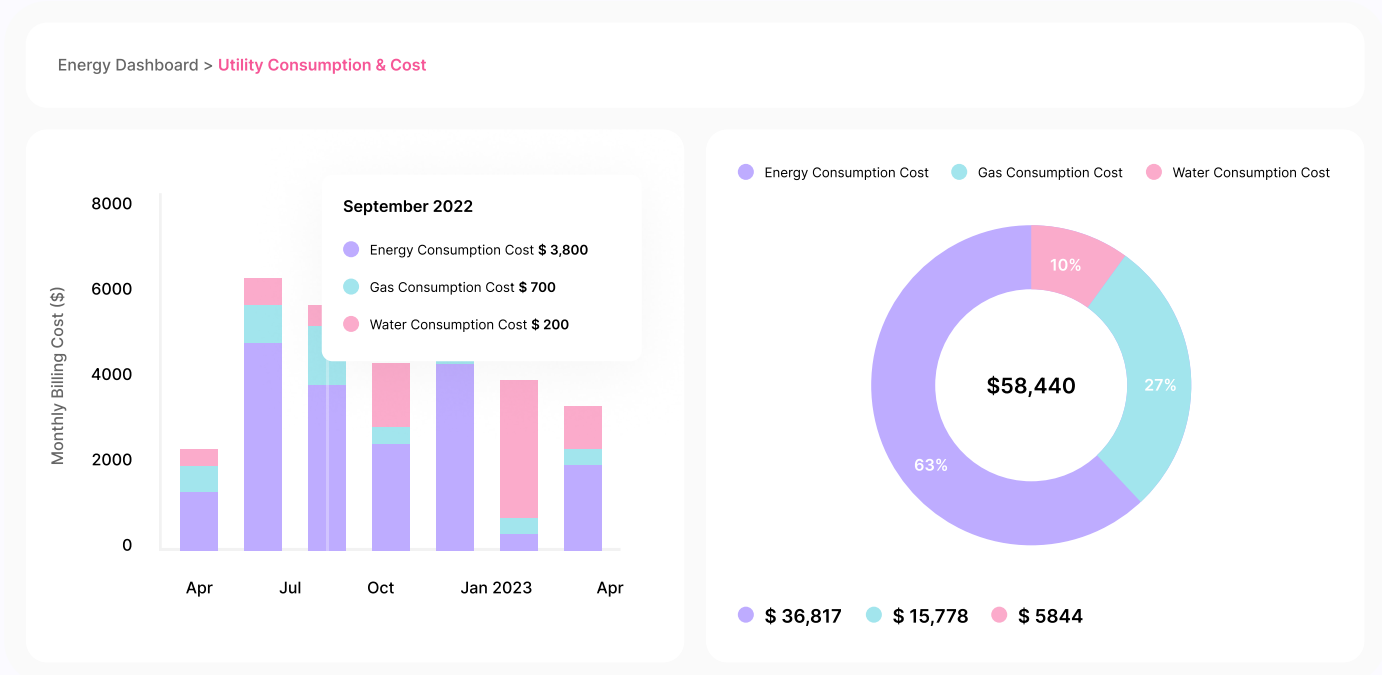 Energy Dashboard > Utility Consumption & Cost
Monthly Billing Cost ($)
8000
6000
4000
2000
0
September 2022
Energy Consumption Cost $ 3,800
Gas Consumption Cost $ 700
Water Consumption Cost $ 200
Apr Jul Oct Jan 2023 Apr
Energy Consumption Cost Gas Consumption Cost Water Consumption Cost
10%
27%
63%
$58,440
$ 36,817 $ 15,778 $ 5844